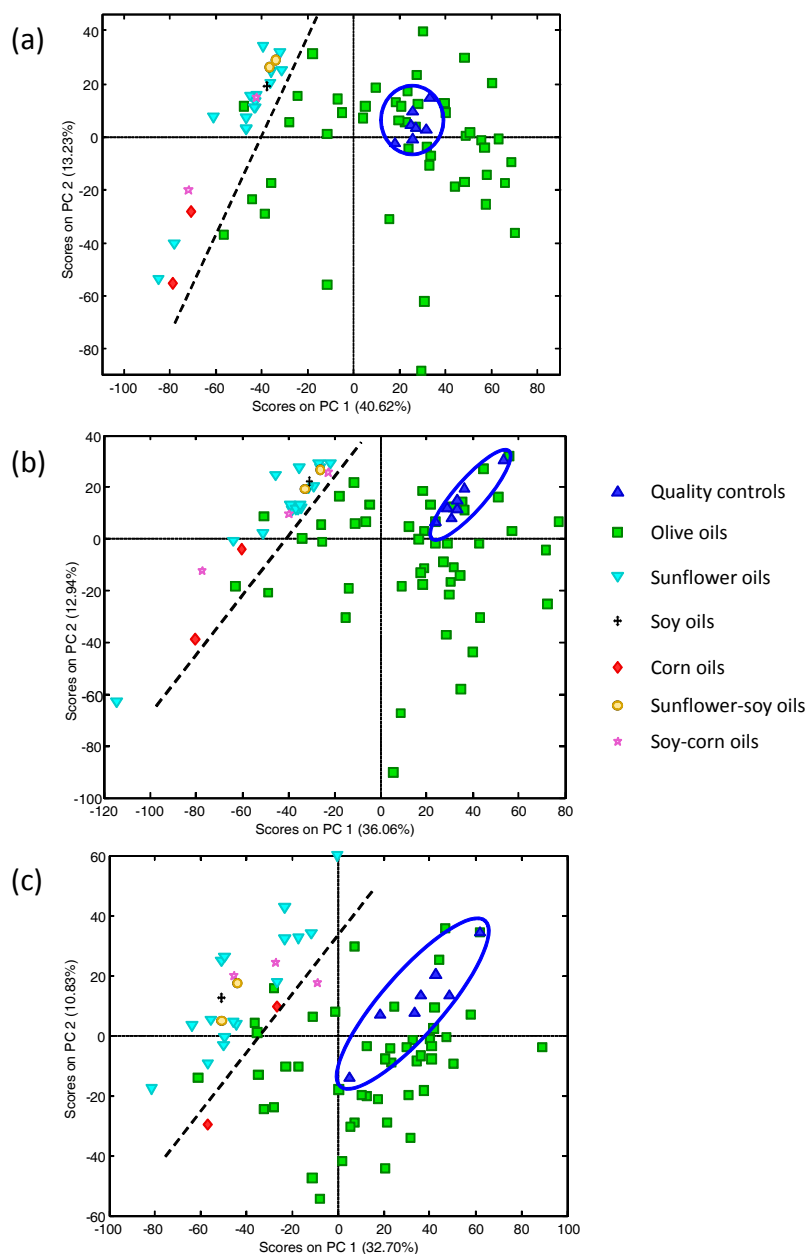 (a)
40
20
0
-20
-40
-60
-80
Scores on PC 2 (13.23%)
-100 -80 -60 -40 -20 0 20 40 60 80
Scores on PC 1 (40.62%)
(b)
40
20
0
-20
-40
-60
-80
-100
Scores on PC 2 (12.94%)
-120 -100 -80 -60 -40 -20 0 20 40 60 80
Scores on PC 1 (36.06%)
Quality controls
Olive oils
Sunflower oils
Soy oils
Corn oils
Sunflower-soy oils
Soy-corn oils
(c)
60
40
20
0
-20
-40
-60
Scores on PC 2 (10.83%)
-100 -80 -60 -40 -20 0 20 40 60 80 100
Scores on PC 1 (32.70%)